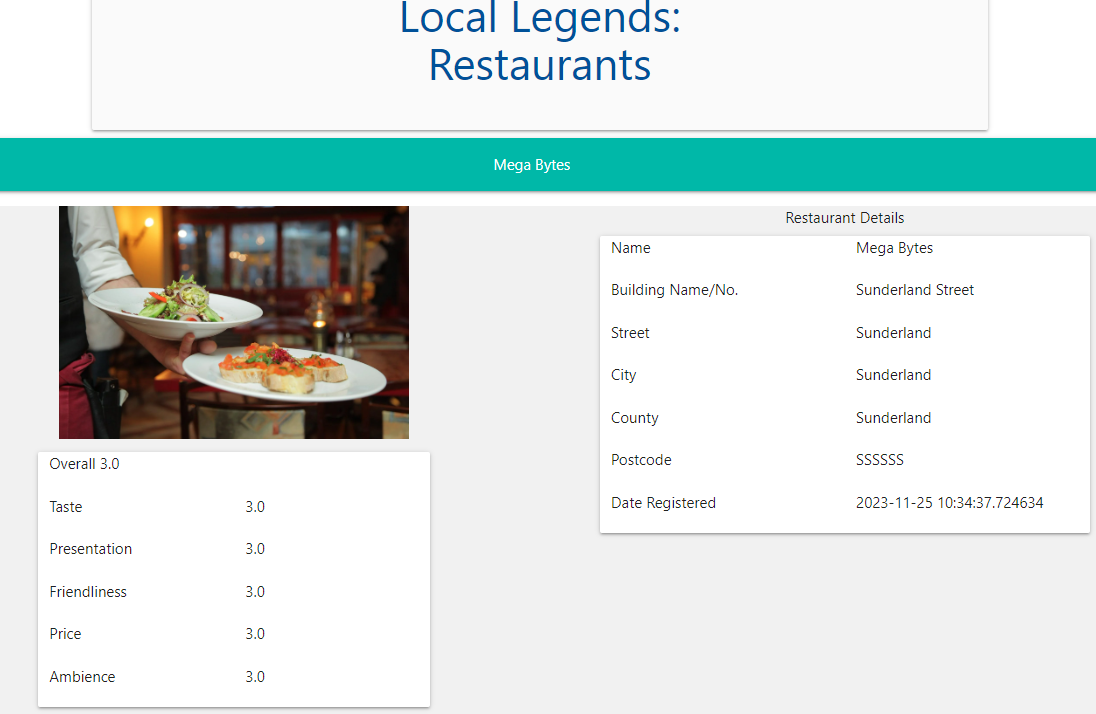 Local Legends:
Restaurants
Mega Bytes
Overall 3.0
Taste 3.0
Presentation 3.0
Friendliness 3.0
Price 3.0
Ambience 3.0
Restaurant Details
Name Mega Bytes
Building Name/No. Sunderland Street
Street Sunderland
City Sunderland
County Sunderland
Postcode SSSSSS
Date Registered 2023-11-25 10:34:37.724634